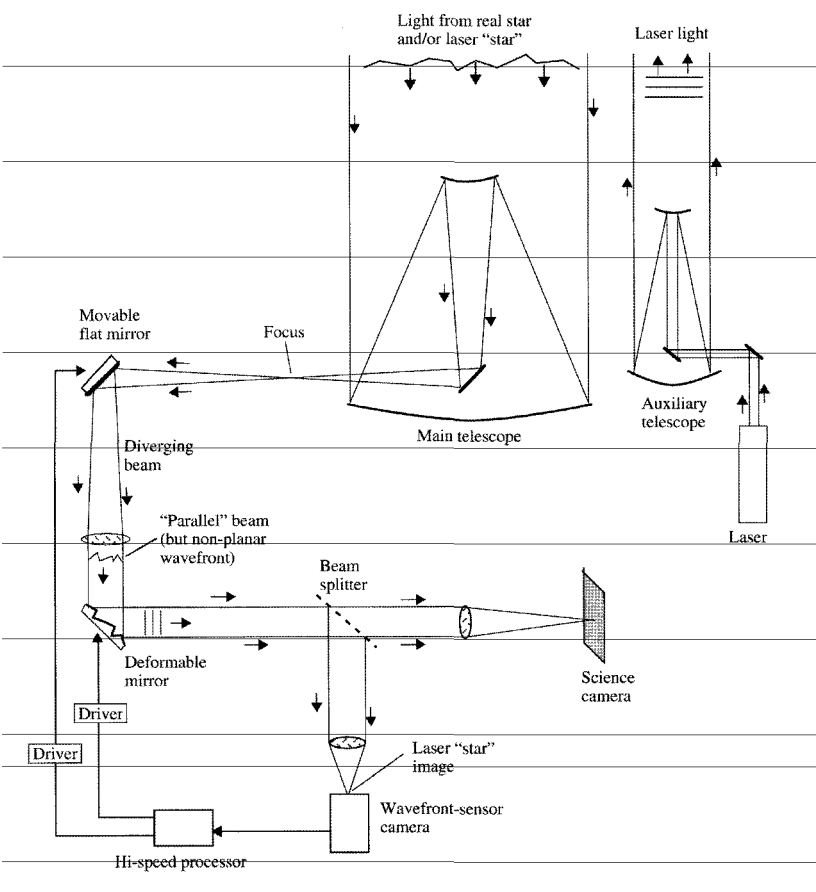 Light from real star
and/or laser “star”
Laser light
Movable
flat mirror
Focus
Main telescope
Auxiliary
telescope
Diverging
beam
Laser
“Parallel” beam
(but non-planar
wavefront)
Beam
splitter
Deformable
mirror
Science
camera
Driver
Driver
Laser “star”
image
Wavefront-sensor
camera
Hi-speed processor